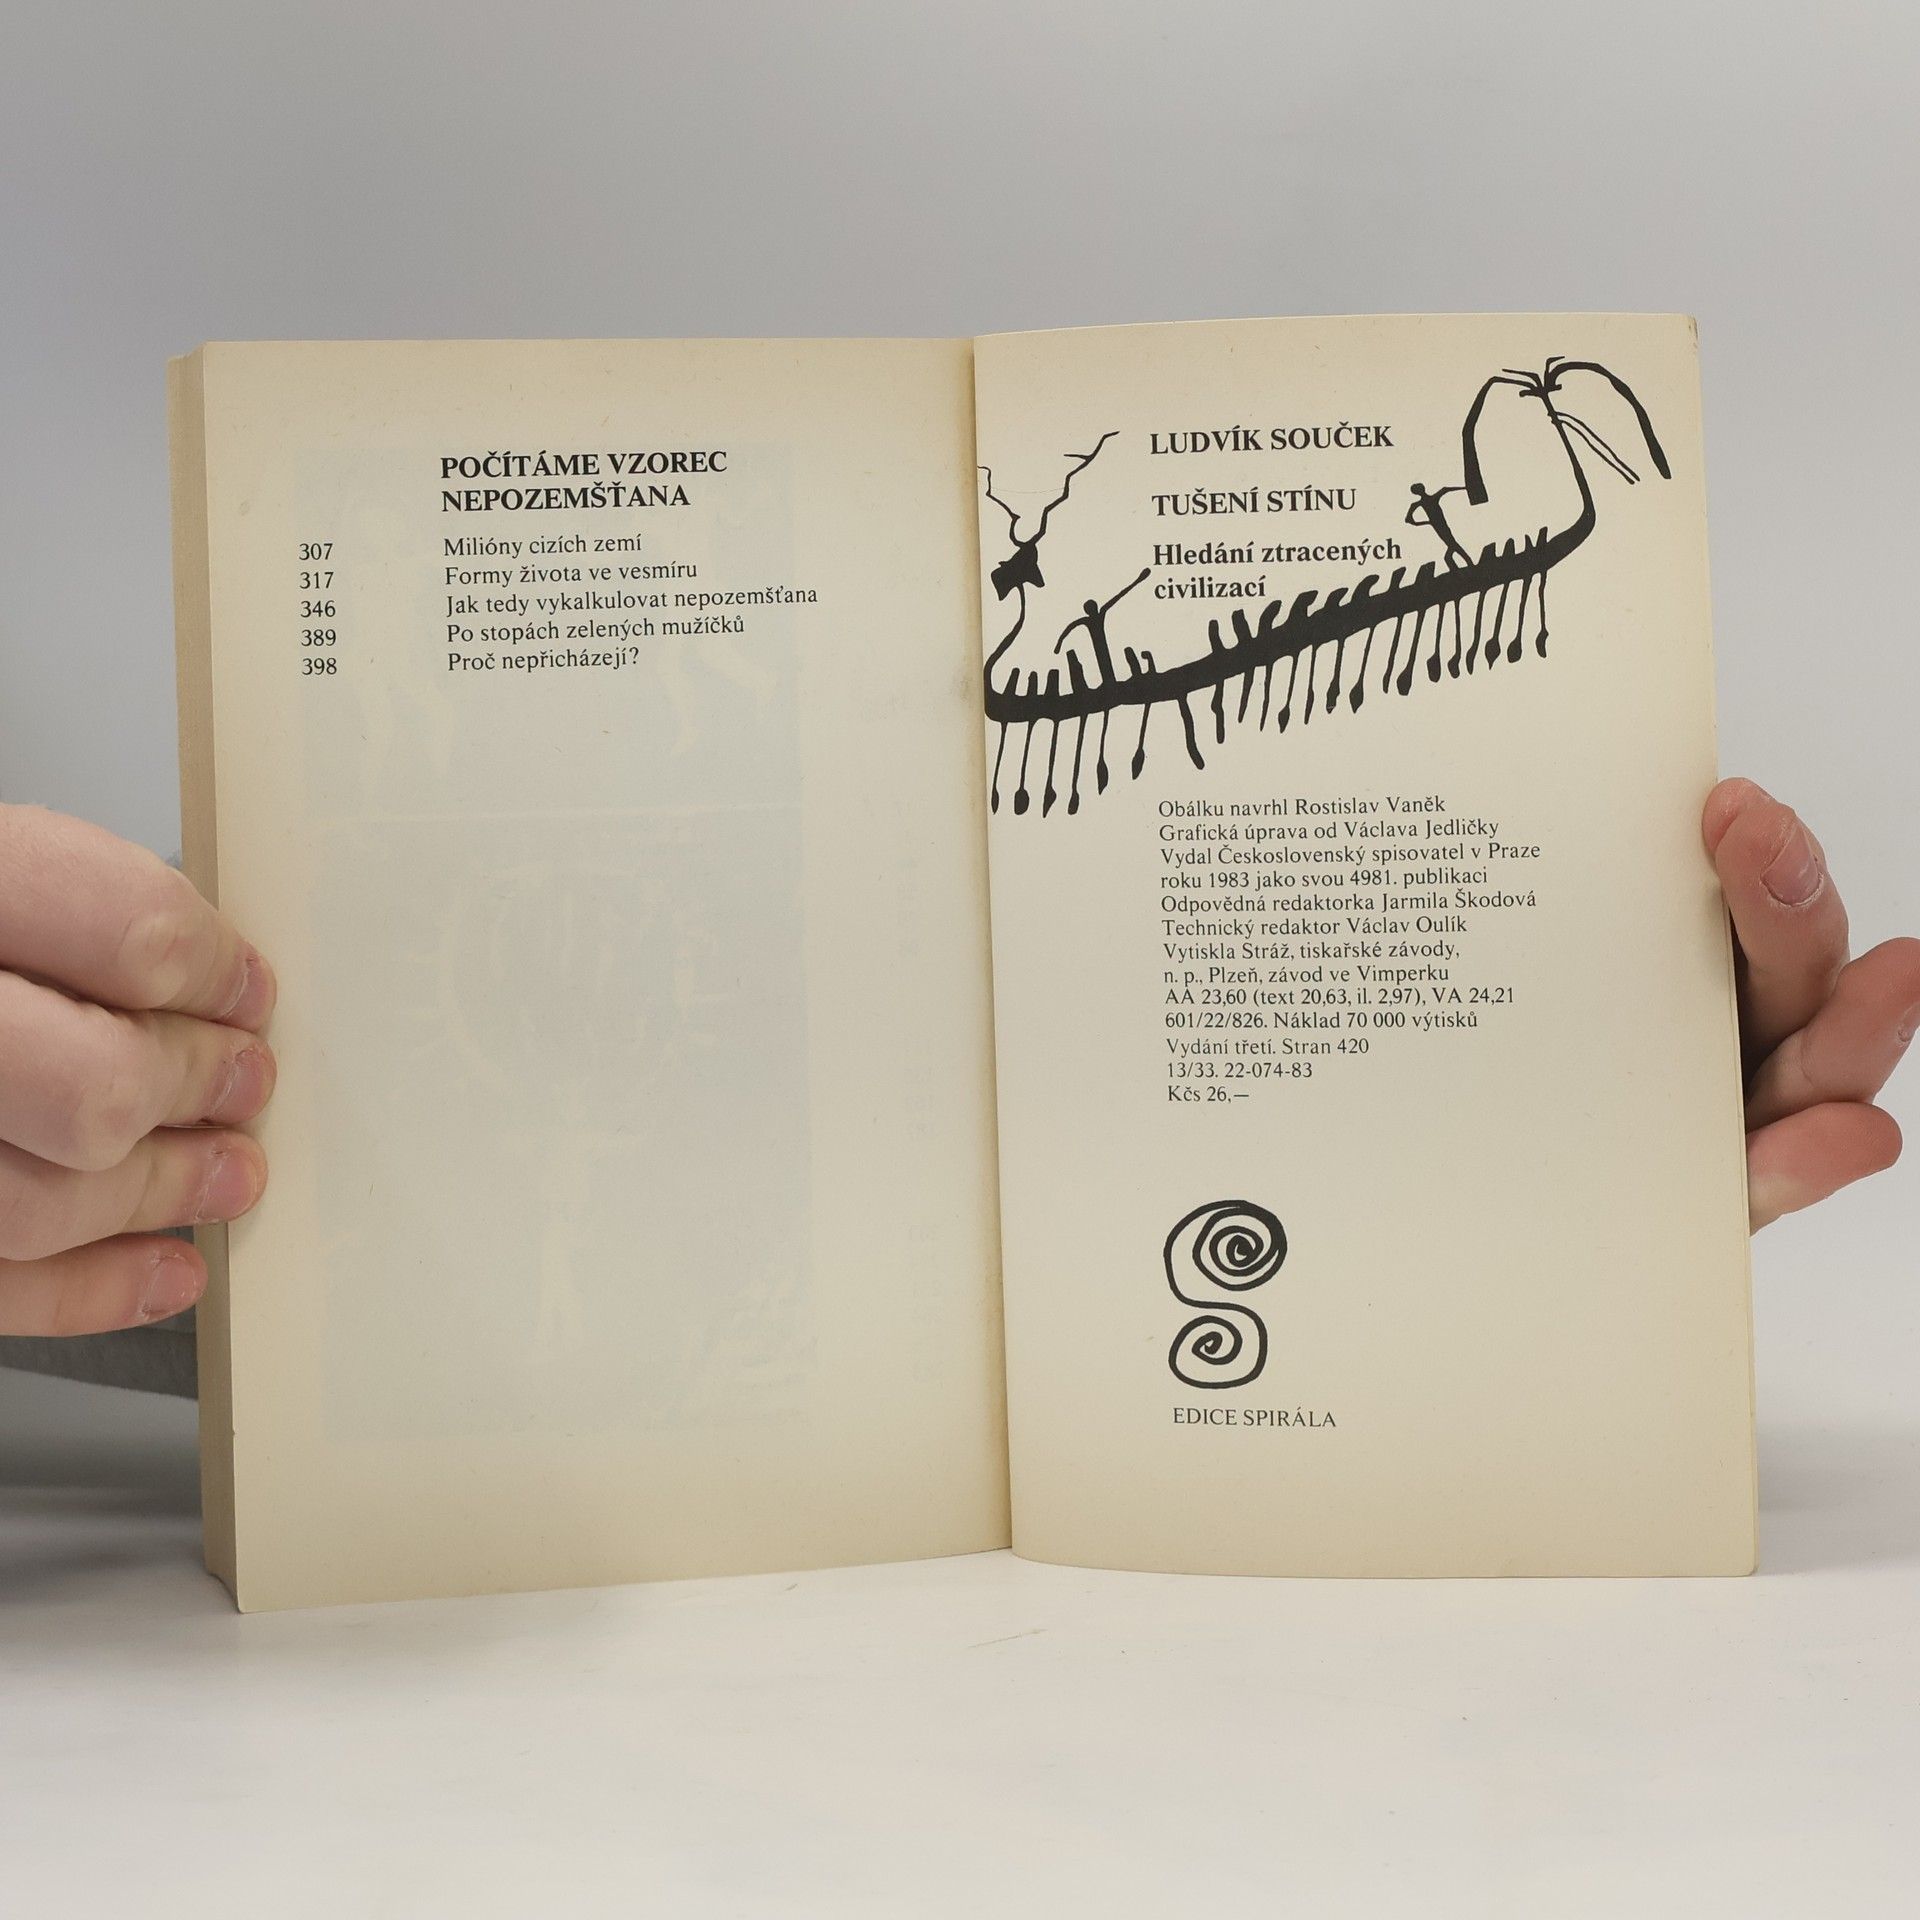 POČÍTÁME VZOREC
NEPOZEMŠŤANA
307 Milióny cizích zemí
317 Formy života ve vesmíru
346 Jak tedy vykalkulovat nepozemšťana
389 Po stopách zelených mužíčků
398 Proč nepřicházejí?
LUDVÍK SOUČEK
TUŠENÍ STÍNU
Hledání ztracených
civilizací
Obálku navrhl Rostislav Vaněk
Grafická úprava od Václava Jedličky
Vydal Československý spisovatel v Praze
roku 1983 jako svou 4981. publikaci
Odpovědná redaktorka Jarmila Škodová
Technický redaktor Václav Oulík
Vytiskla Stráž, tiskařské závody,
n. p., Plzeň, závod ve Vimperku
AA 23,60 (text 20,63, il. 2,97), VA 24,21
601/22/826. Náklad 70 000 výtisků
Vydání třetí. Stran 420
13/33. 22-074-83
Kčs 26,—
EDICE SPIRÁLA